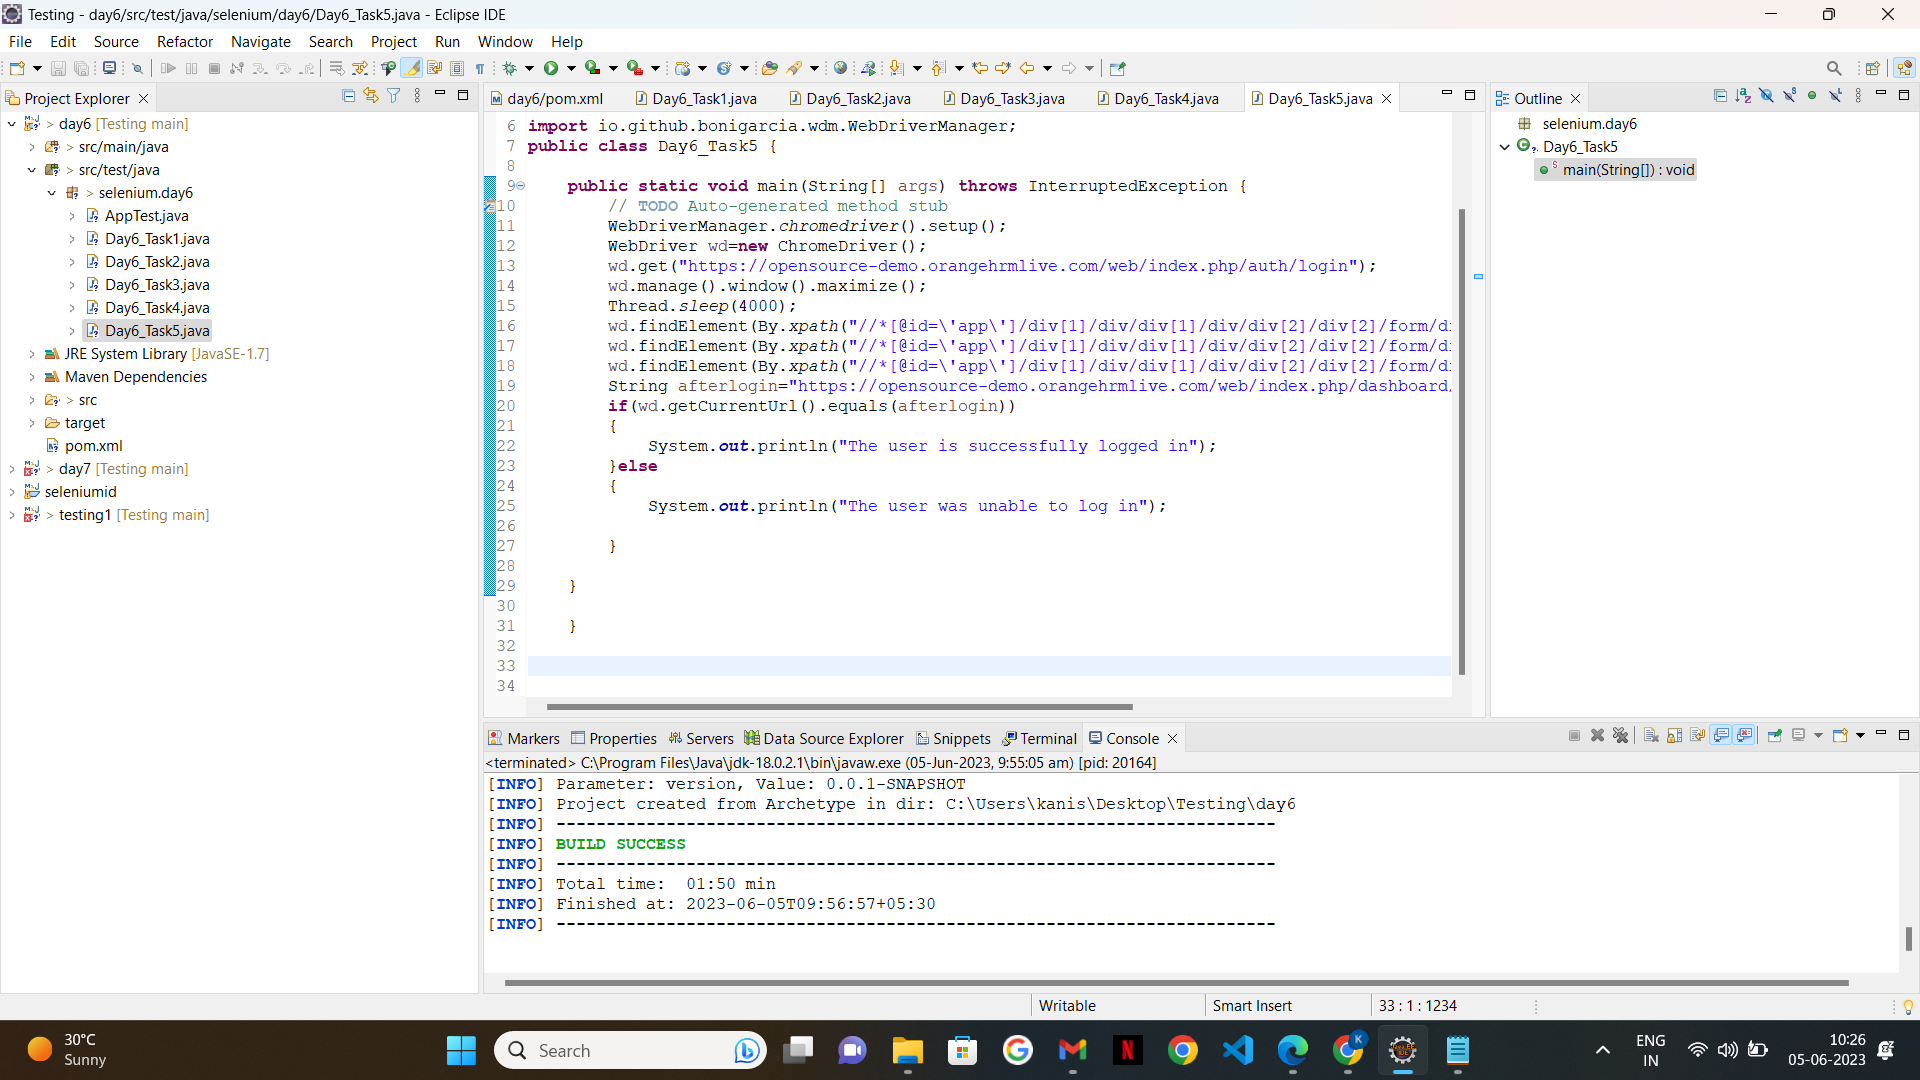 Testing - day6/src/test/java/selenium/day6/Day6_Task5.java - Eclipse IDE
File Edit Source Refactor Navigate Search Project Run Window Help
Project Explorer
> day6 [Testing main]
> src/main/java
> src/test/java
> selenium.day6
AppTest.java
Day6_Task1.java
Day6_Task2.java
Day6_Task3.java
Day6_Task4.java
Day6_Task5.java
JRE System Library [JavaSE-1.7]
Maven Dependencies
> src
target
pom.xml
> day7 [Testing main]
seleniumid
> testing1 [Testing main]
day6/pom.xml Day6_Task1.java Day6_Task2.java Day6_Task3.java Day6_Task4.java Day6_Task5.java
6 import io.github.bonigarcia.wdm.WebDriverManager;
7 public class Day6_Task5 {
8
9 public static void main(String[] args) throws InterruptedException {
10 // TODO Auto-generated method stub
11 WebDriverManager.chromedriver().setup();
12 WebDriver wd=new ChromeDriver();
13 wd.get("https://opensource-demo.orangehrmlive.com/web/index.php/auth/login");
14 wd.manage().window().maximize();
15 Thread.sleep(4000);
16 wd.findElement(By.xpath("//*[@id=\'app\']/div[1]/div/div[1]/div/div[2]/div[2]/form/di
17 wd.findElement(By.xpath("//*[@id=\'app\']/div[1]/div/div[1]/div/div[2]/div[2]/form/di
18 wd.findElement(By.xpath("//*[@id=\'app\']/div[1]/div/div[1]/div/div[2]/div[2]/form/di
19 String afterlogin="https://opensource-demo.orangehrmlive.com/web/index.php/dashboard/
20 if(wd.getCurrentUrl().equals(afterlogin))
21 {
22 System.out.println("The user is successfully logged in");
23 }else
24 {
25 System.out.println("The user was unable to log in");
26
27 }
28
29 }
30
31 }
32
33
34
Outline
selenium.day6
Day6_Task5
main(String[]) : void
Markers Properties Servers Data Source Explorer Snippets Terminal Console
<terminated> C:\Program Files\Java\jdk-18.0.2.1\bin\javaw.exe (05-Jun-2023, 9:55:05 am) [pid: 20164]
[INFO] Parameter: version, Value: 0.0.1-SNAPSHOT
[INFO] Project created from Archetype in dir: C:\Users\kanis\Desktop\Testing\day6
[INFO] ------------------------------------------------------------------------
[INFO] BUILD SUCCESS
[INFO] ------------------------------------------------------------------------
[INFO] Total time:  01:50 min
[INFO] Finished at: 2023-06-05T09:56:57+05:30
[INFO] ------------------------------------------------------------------------
Writable Smart Insert 33 : 1 : 1234
30°C
Sunny
Search
K
ENG
IN
10:26
05-06-2023